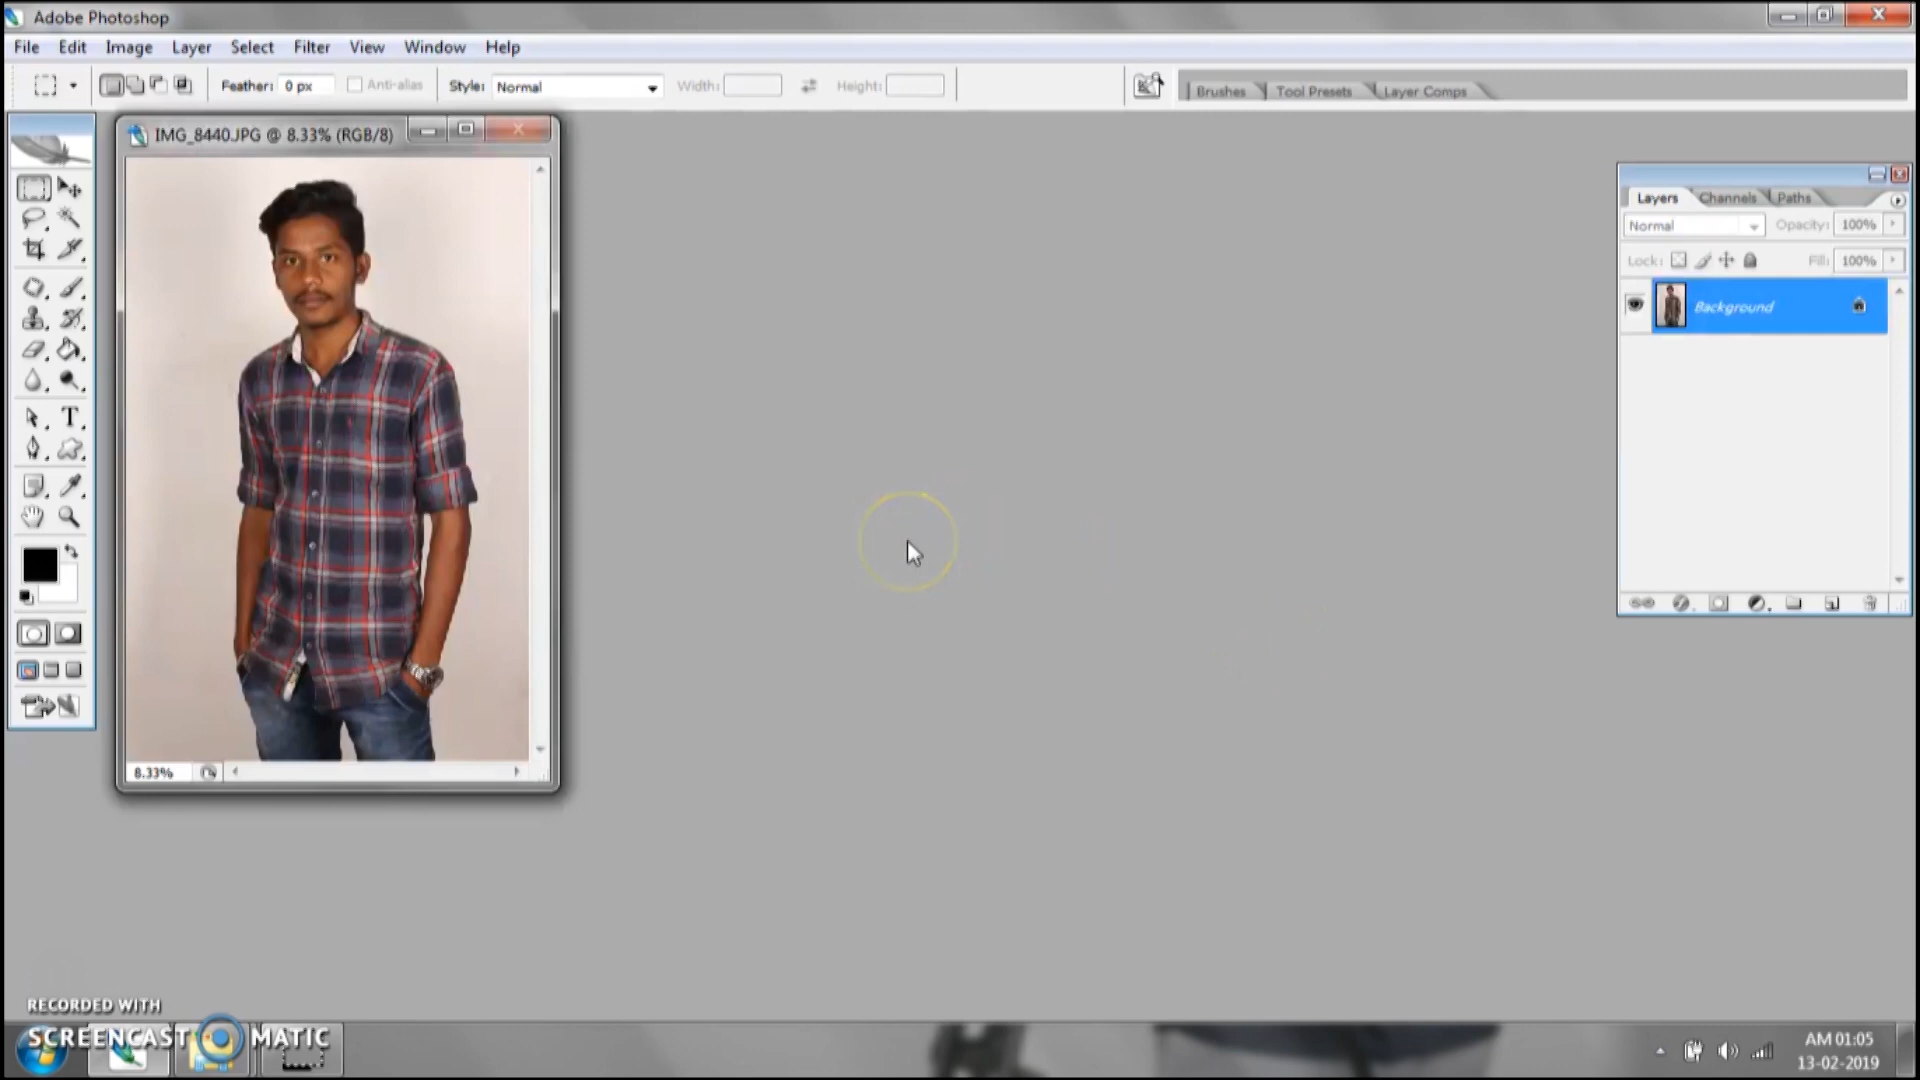 Adobe Photoshop
File Edit Image Layer Select Filter View Window Help
Feather: 0 px Anti-alias Style: Normal Width: Height: Brushes Tool Presets Layer Comps
IMG_8440.JPG @ 8.33% (RGB/8)
Layers Channels Paths
Normal Opacity: 100%
Lock: Fill: 100%
Background
T
8.33%
RECORDED WITH
SCREENCAST MATIC
AM 01:05
13-02-2019